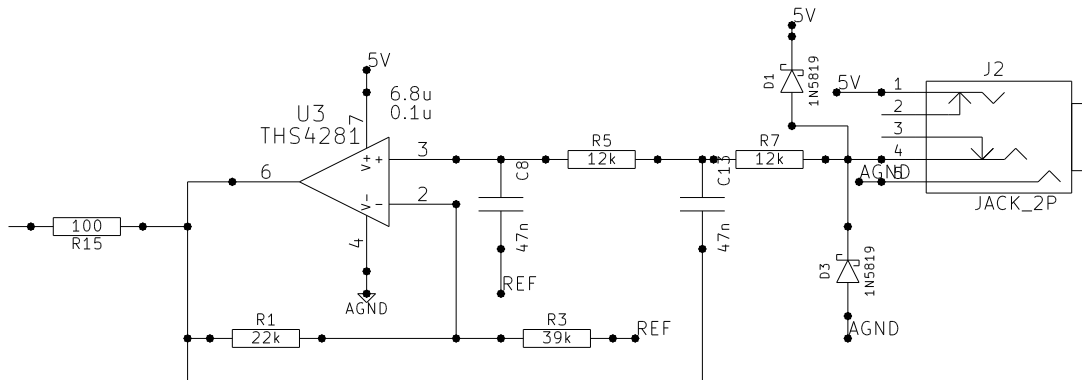 5V
6.8u
0.1u
U3
THS4281
7
V+
+
V-
-
3
2
6
4
AGND
100
R15
R1
22k
R3
39k
REF
C8
47n
REF
R5
12k
C13
47n
R7
12k
5V
D1
1N5819
5V
J2
1
2
3
4
5
AGND
JACK_2P
D3
1N5819
AGND